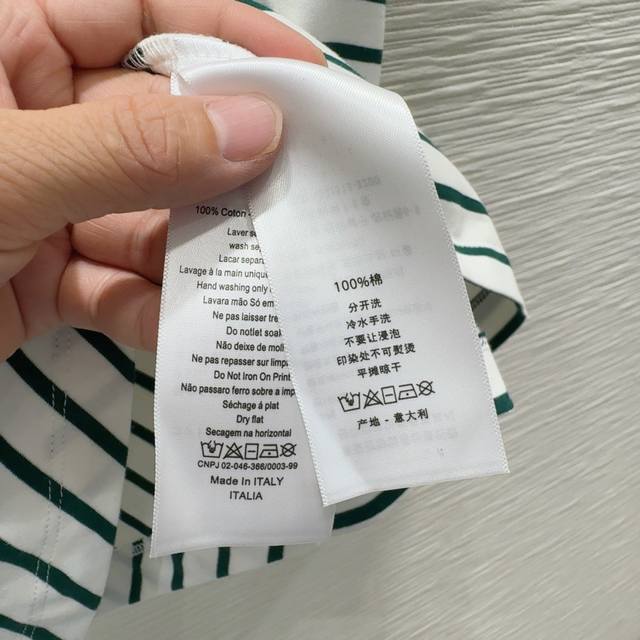 100% Coton
Laver se
wash se
Lacar separ
Lavage à la main unique
Hand washing only
Lavara mão Só em
Ne pas laisser tre
Do notlet soak
Não deixe de mol
Ne pas repasser sur impr
Do Not Iron On Print
Não passaro ferro sobre a imp
Séchage á plat
Dry flat
Secagem na horizontal
CNPJ 02-046-366/0003-99
Made In ITALY
ITALIA
100%棉
分开洗
冷水手洗
不要让浸泡
印染处不可熨烫
平摊晾干
产地 - 意大利